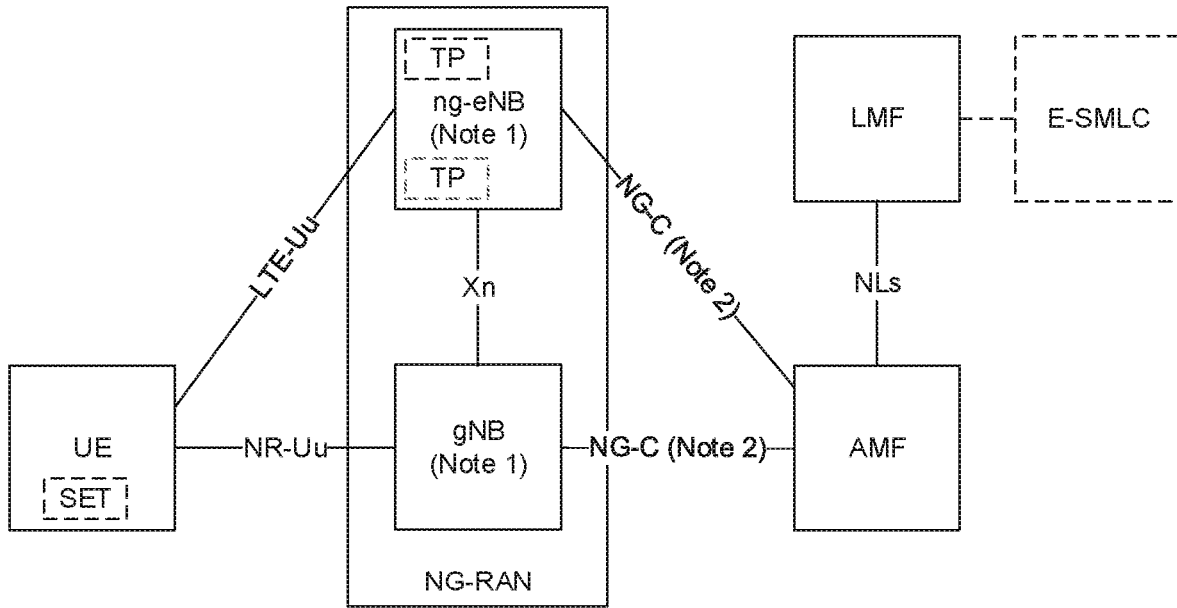 TP
ng-eNB
(Note 1)
TP
LMF
E-SMLC
LTE-Uu
NG-C (Note 2)
Xn
NLs
UE
SET
NR-Uu
gNB
(Note 1)
NG-C (Note 2)
AMF
NG-RAN